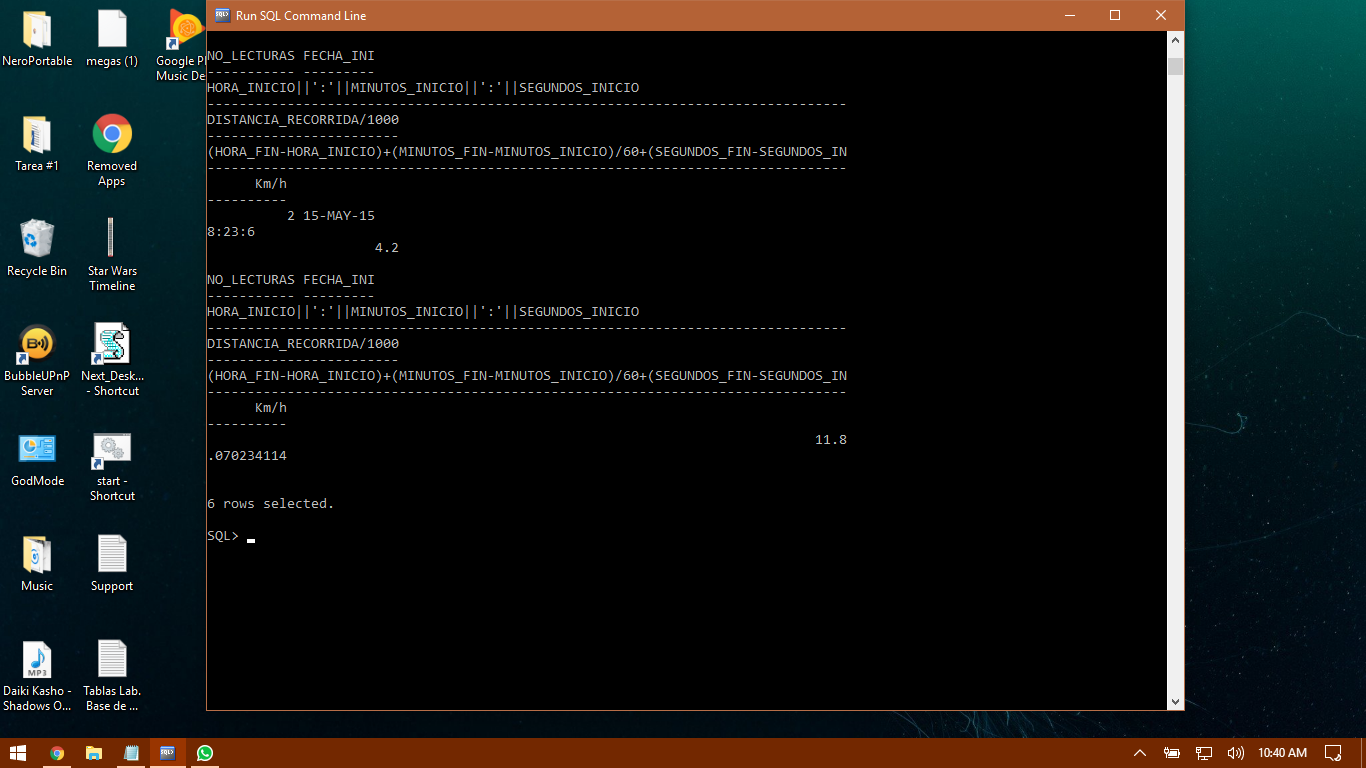 NeroPortable
megas (1)
Google Pl
Music De
Tarea #1
Removed
Apps
Recycle Bin
Star Wars
Timeline
BubbleUPnP
Server
Next_Desk...
- Shortcut
GodMode
start -
Shortcut
Music
Support
MP3
Daiki Kasho -
Shadows O...
Tablas Lab.
Base de ...
SQL>
Run SQL Command Line
NO_LECTURAS FECHA_INI
----------- ---------
HORA_INICIO||':'||MINUTOS_INICIO||':'||SEGUNDOS_INICIO
--------------------------------------------------------------------------------
DISTANCIA_RECORRIDA/1000
------------------------
(HORA_FIN-HORA_INICIO)+(MINUTOS_FIN-MINUTOS_INICIO)/60+(SEGUNDOS_FIN-SEGUNDOS_IN
--------------------------------------------------------------------------------
Km/h
----------
2 15-MAY-15
8:23:6
4.2
NO_LECTURAS FECHA_INI
----------- ---------
HORA_INICIO||':'||MINUTOS_INICIO||':'||SEGUNDOS_INICIO
--------------------------------------------------------------------------------
DISTANCIA_RECORRIDA/1000
------------------------
(HORA_FIN-HORA_INICIO)+(MINUTOS_FIN-MINUTOS_INICIO)/60+(SEGUNDOS_FIN-SEGUNDOS_IN
--------------------------------------------------------------------------------
Km/h
----------
11.8
.070234114
6 rows selected.
SQL>
SQL>
10:40 AM